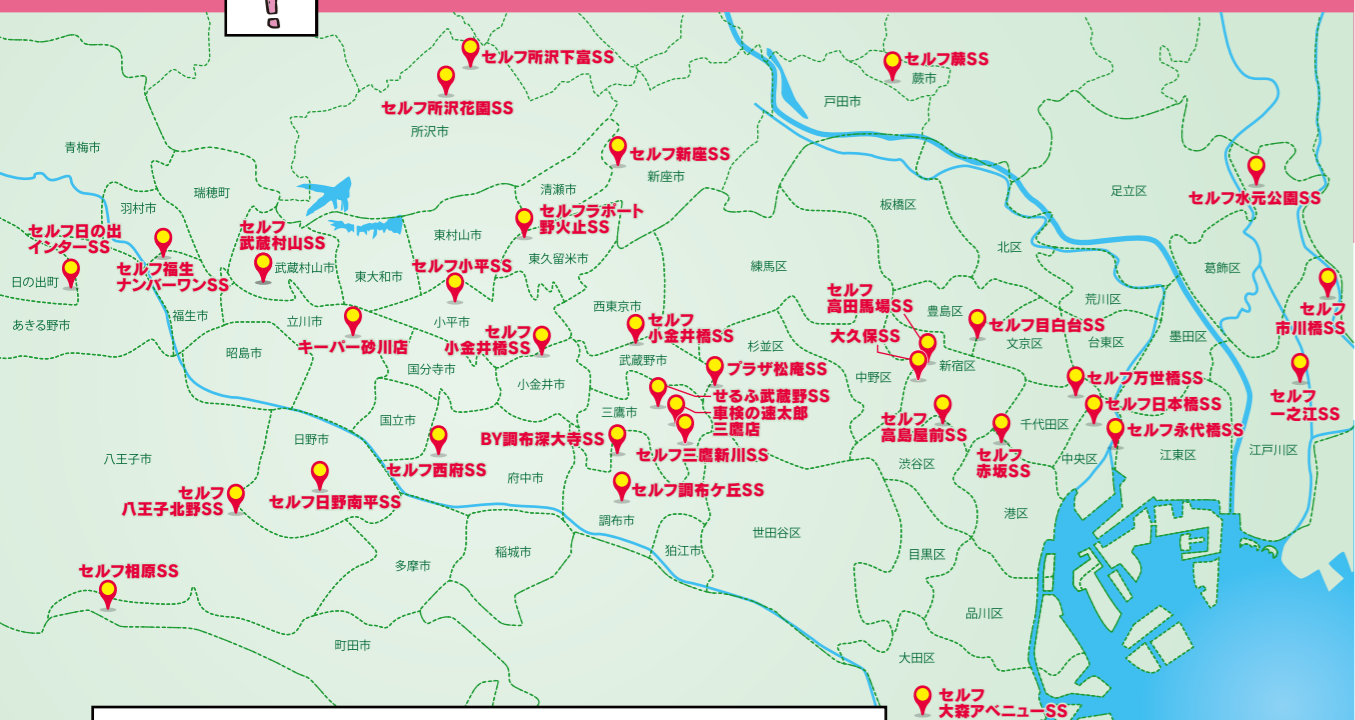 !
セルフ所沢下富SS
セルフ所沢花園SS
所沢市
セルフ蕨SS
蕨市
戸田市
青梅市
瑞穂町
羽村市
セルフ新座SS
新座市
清瀬市
セルフ水元公園SS
足立区
板橋区
北区
葛飾区
セルフ日の出
インターSS
日の出町
あきる野市
セルフ福生
ナンバーワンSS
福生市
セルフ
武蔵村山SS
武蔵村山市
東大和市
東村山市
セルフラポート
野火止SS
東久留米市
セルフ小平SS
小平市
練馬区
立川市
キーパー砂川店
昭島市
国分寺市
セルフ
小金井橋SS
小金井市
西東京市
セルフ
小金井橋SS
武蔵野市
杉並区
プラザ松庵SS
せるふ武蔵野SS
車検の速太郎
三鷹店
三鷹市
セルフ
高田馬場SS
大久保SS
豊島区
セルフ目白台SS
文京区
荒川区
台東区
墨田区
セルフ
市川橋SS
中野区
新宿区
セルフ万世橋SS
セルフ日本橋SS
セルフ永代橋SS
セルフ
一之江SS
セルフ
高島屋前SS
千代田区
セルフ
赤坂SS
渋谷区
中央区
江東区
江戸川区
国立市
日野市
八王子市
BY調布深大寺SS
セルフ三鷹新川SS
セルフ西府SS
府中市
セルフ調布ケ丘SS
調布市
セルフ
八王子北野SS
セルフ日野南平SS
世田谷区
港区
狛江市
稲城市
目黒区
多摩市
セルフ相原SS
品川区
町田市
大田区
セルフ
大森アベニューSS